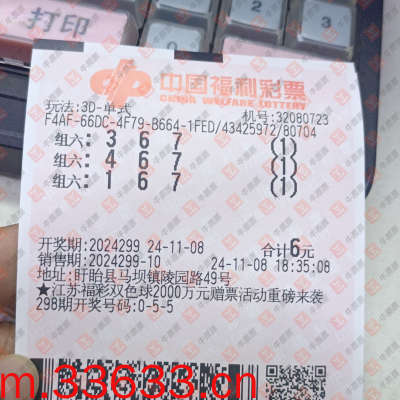 打印
2
3
0
中国福利彩票
CHINA WELFARE LOTTERY
玩法:3D-单式 机号:32080723
F4AF-66DC-4F79-B664-1FED/43425972/80704
组六: 3 6 7 (1)
组六: 4 6 7 (1)
组六: 1 6 7 (1)
开奖期:2024299 24-11-08 合计6元
销售期:2024299-10 24-11-08 18:35:08
地址:盱眙县马坝镇陵园路49号
★江苏福彩双色球2000万元赠票活动重磅来袭
298期开奖号码:0-5-5
m.33633.cn